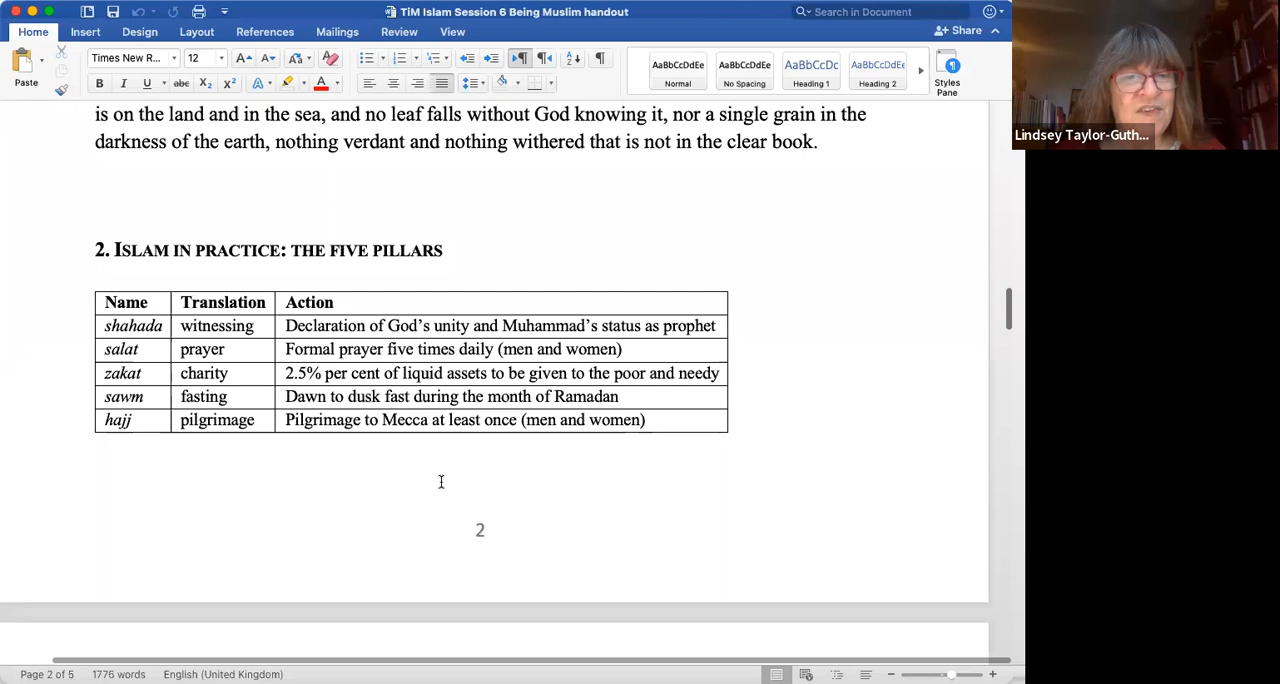 TiM Islam Session 6 Being Muslim handout
Search in Document
Home Insert Design Layout References Mailings Review View
Share
Paste
Times New R... 12
AaBbCcDdEe AaBbCcDdEe AaBbCcDc AaBbCcDdEe
Normal No Spacing Heading 1 Heading 2
Styles
Pane
B I U abc X₂ X² A A
Lindsey Taylor-Guth...
is on the land and in the sea, and no leaf falls without God knowing it, nor a single grain in the
darkness of the earth, nothing verdant and nothing withered that is not in the clear book.
2. ISLAM IN PRACTICE: THE FIVE PILLARS
Name Translation Action
shahada witnessing Declaration of God's unity and Muhammad's status as prophet
salat prayer Formal prayer five times daily (men and women)
zakat charity 2.5% per cent of liquid assets to be given to the poor and needy
sawm fasting Dawn to dusk fast during the month of Ramadan
hajj pilgrimage Pilgrimage to Mecca at least once (men and women)
2
Page 2 of 5 1776 words English (United Kingdom)